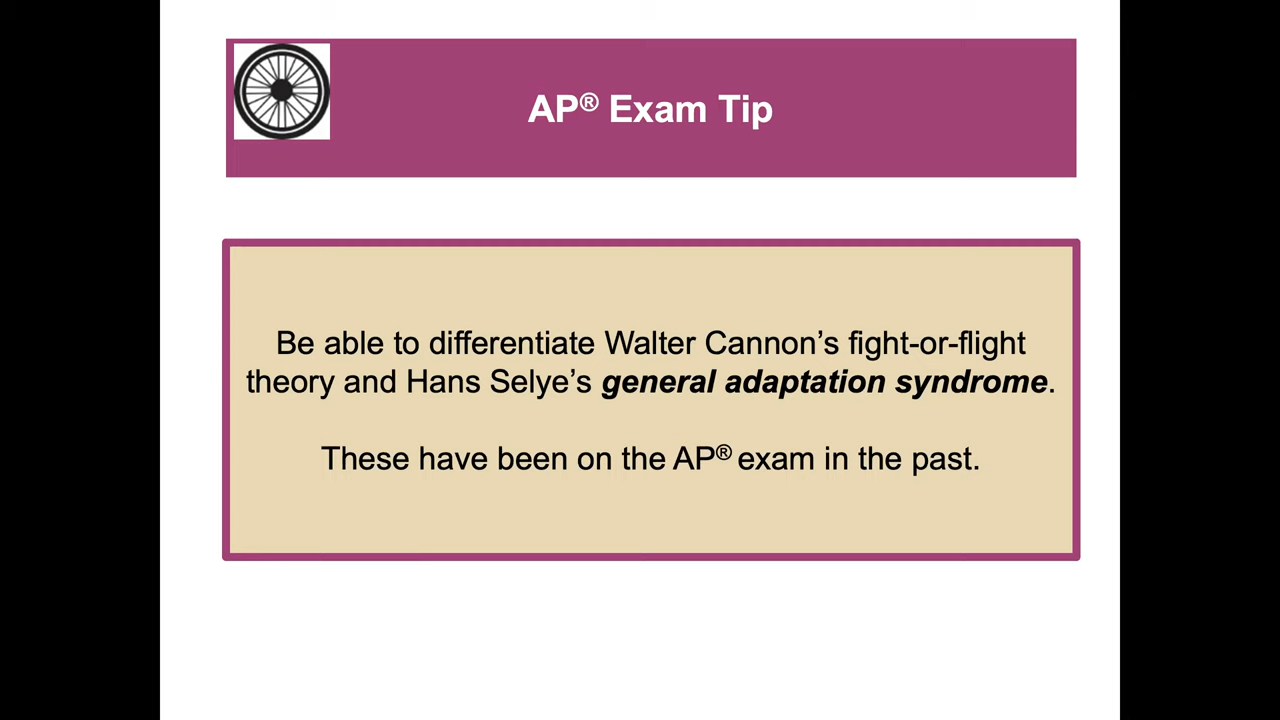 AP® Exam Tip
Be able to differentiate Walter Cannon’s fight-or-flight
theory and Hans Selye’s general adaptation syndrome.
These have been on the AP® exam in the past.